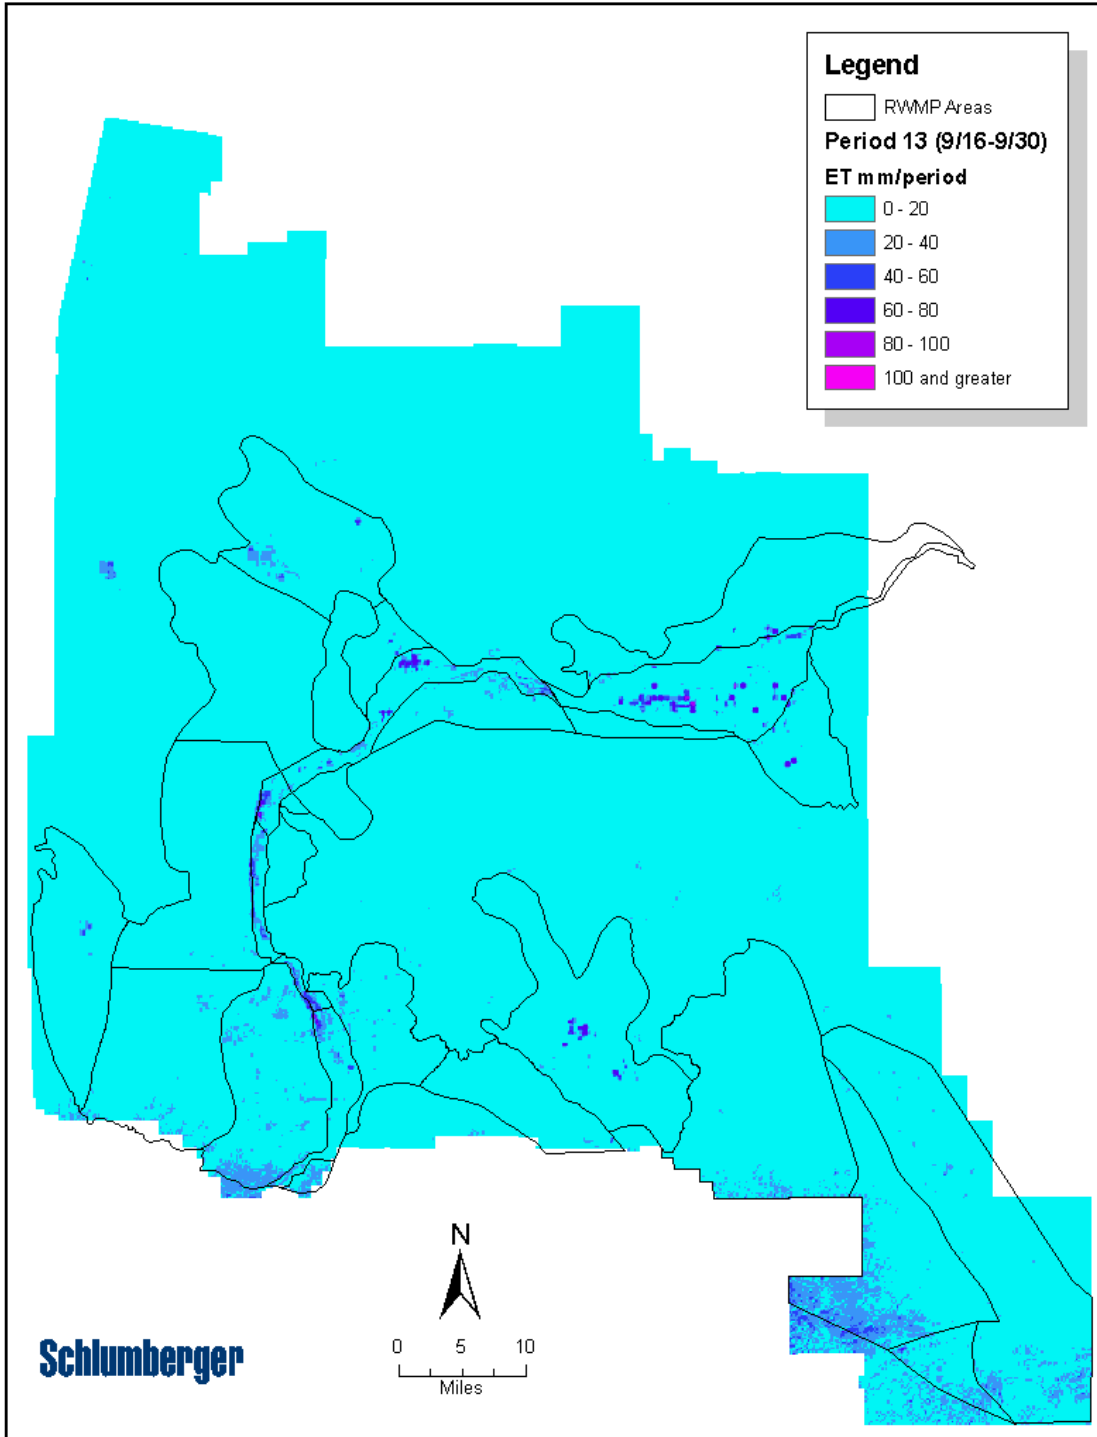 Legend
RWMP Areas
Period 13 (9/16-9/30)
ET mm/period
0 - 20
20 - 40
40 - 60
60 - 80
80 - 100
100 and greater
N
0 5 10
Miles
Schlumberger